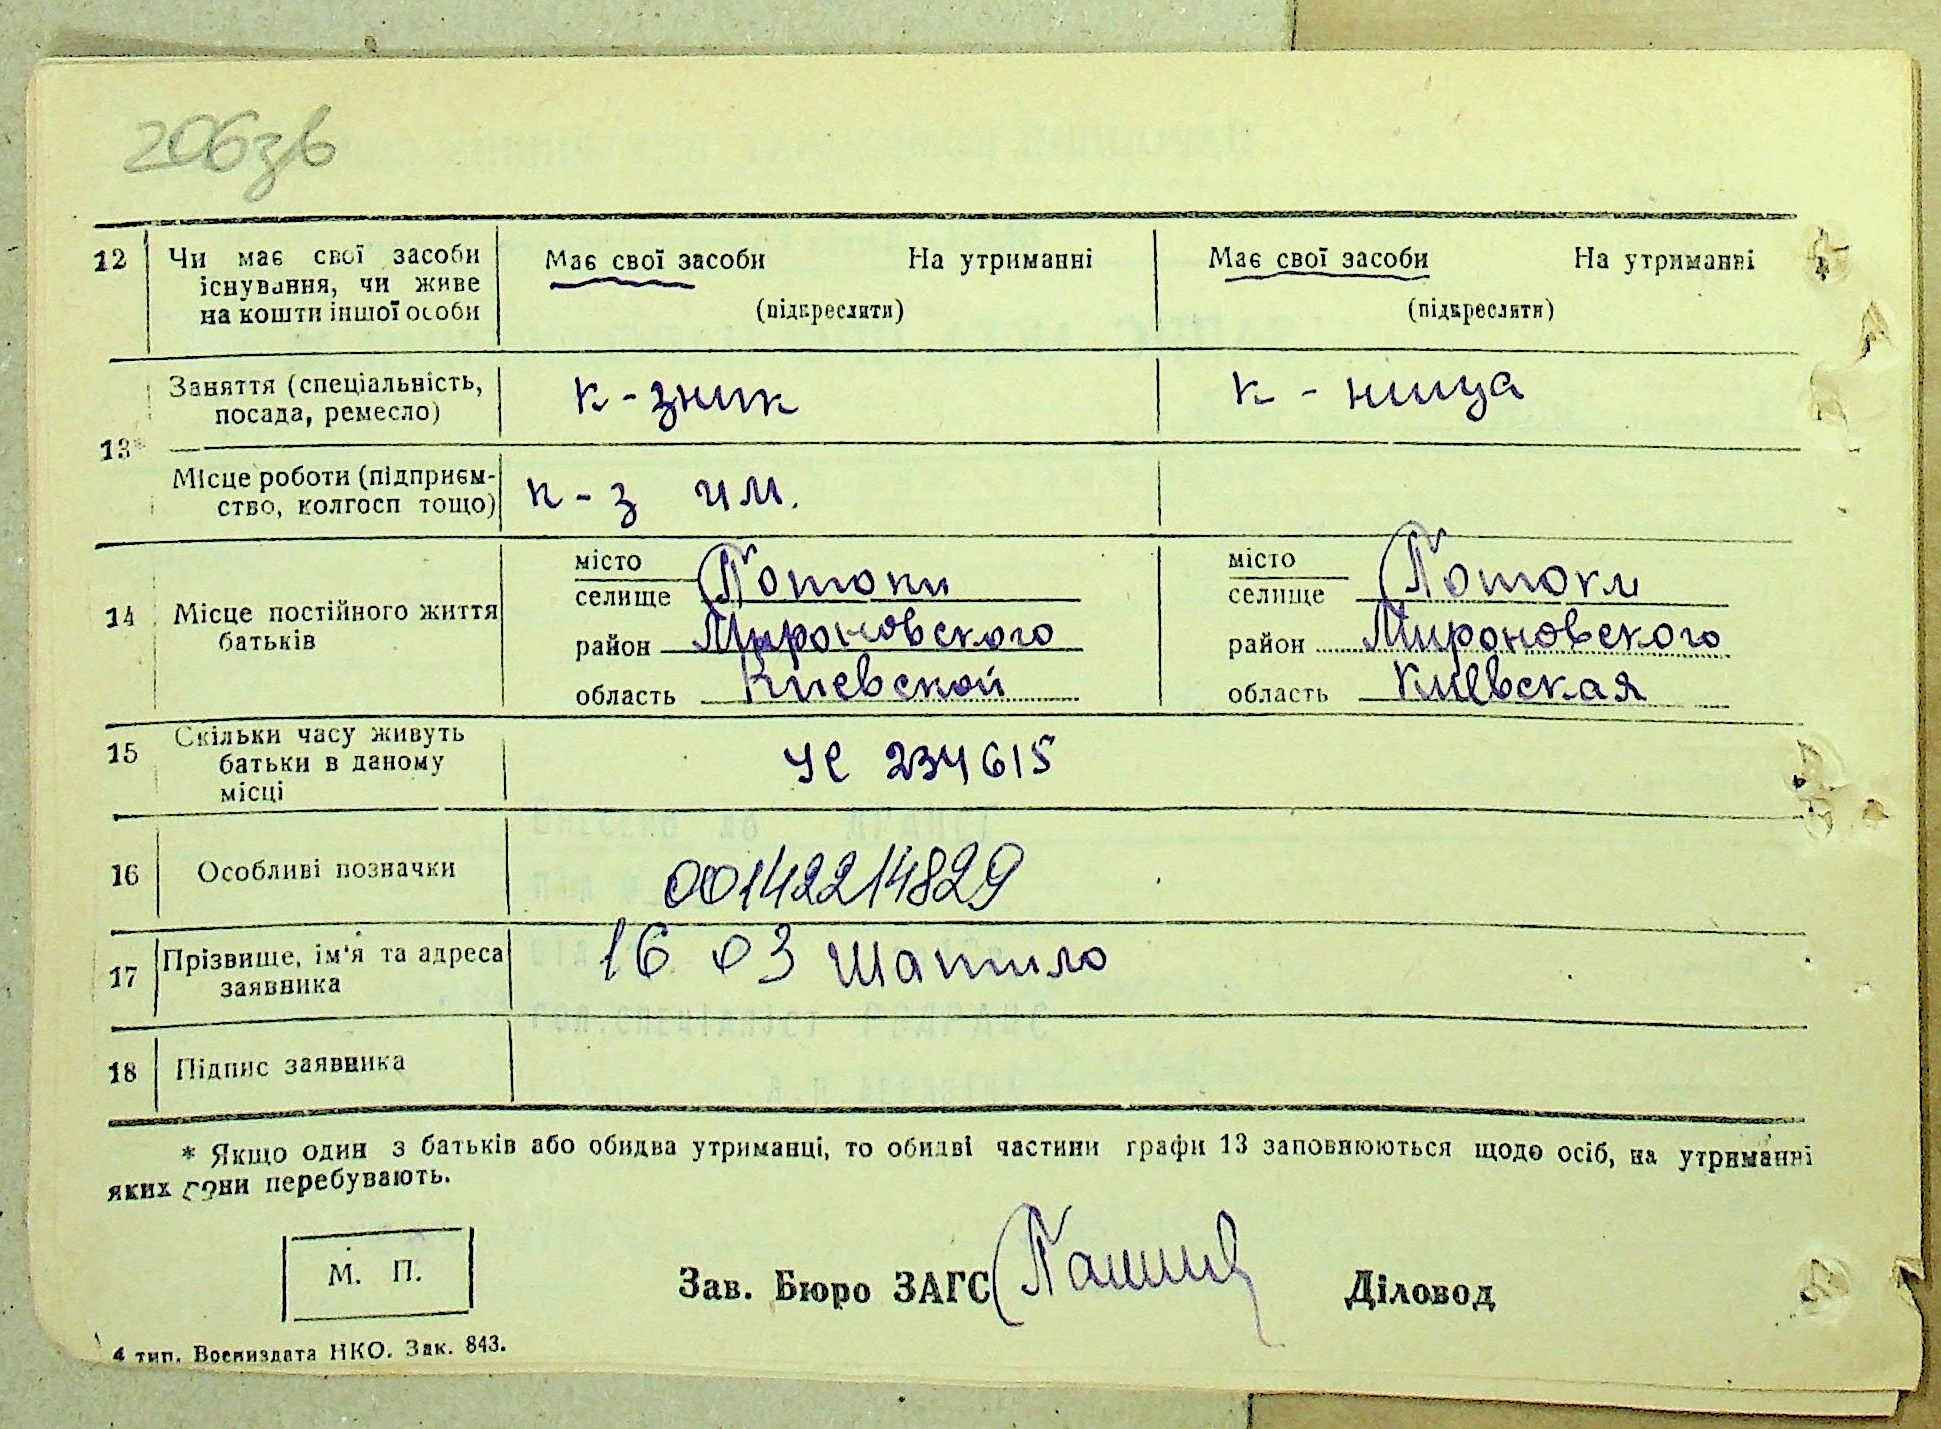 206зв
12 Чи має свої засоби існування, чи живе на кошти іншої особи
Має свої засоби На утриманні
(підкреслити)
Має свої засоби На утриманні
(підкреслити)
13*
Заняття (спеціальність, посада, ремесло)
к-зник
к - ница
Місце роботи (підприєм-
ство, колгосп тощо)
к-з им.
14 Місце постійного життя батьків
місто
селище Потоки
район Мироновского
область Киевской
місто
селище Потоки
район Мироновского
область Киевская
15 Скільки часу живуть батьки в даному місці
УС 234615
16 Особливі позначки
00142214829
17 Прізвище, ім'я та адреса заявника
16 03 Шапило
18 Підпис заявника
* Якщо один з батьків або обидва утриманці, то обидві частини графи 13 заповнюються щодо осіб, на утриманні
яких вони перебувають.
М. П.
Зав. Бюро ЗАГС
Діловод
4 тип. Воениздата НКО. Зак. 843.